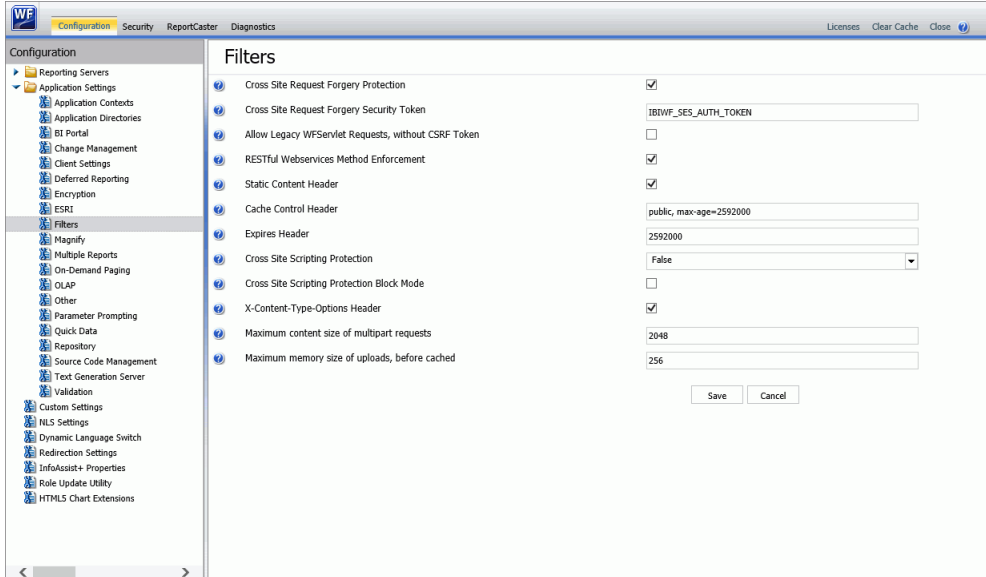 WF
Configuration Security ReportCaster Diagnostics Licenses Clear Cache Close ?
Configuration
Reporting Servers
Application Settings
Application Contexts
Application Directories
BI Portal
Change Management
Client Settings
Deferred Reporting
Encryption
ESRI
Filters
Magnify
Multiple Reports
On-Demand Paging
OLAP
Other
Parameter Prompting
Quick Data
Repository
Source Code Management
Text Generation Server
Validation
Custom Settings
NLS Settings
Dynamic Language Switch
Redirection Settings
InfoAssist+ Properties
Role Update Utility
HTML5 Chart Extensions
Filters
? Cross Site Request Forgery Protection
? Cross Site Request Forgery Security Token IBIWF_SES_AUTH_TOKEN
? Allow Legacy WFServlet Requests, without CSRF Token
? RESTful Webservices Method Enforcement
? Static Content Header
? Cache Control Header public, max-age=2592000
? Expires Header 2592000
? Cross Site Scripting Protection False
? Cross Site Scripting Protection Block Mode
? X-Content-Type-Options Header
? Maximum content size of multipart requests 2048
? Maximum memory size of uploads, before cached 256
Save Cancel